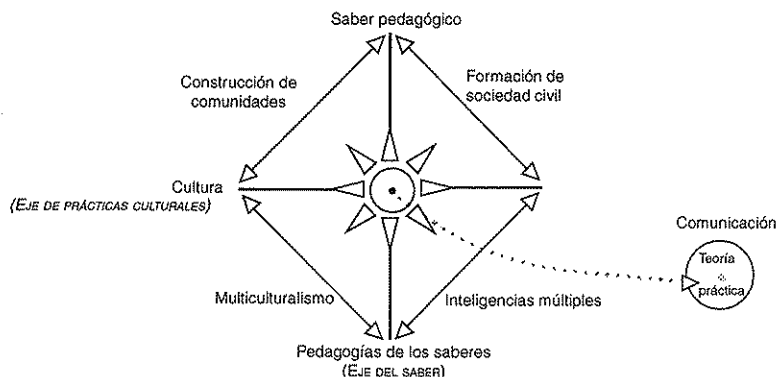 Saber pedagógico
Construcción de
comunidades
Formación de
sociedad civil
Cultura
(EJE DE PRÁCTICAS CULTURALES)
Comunicación
Teoría
práctica
Multiculturalismo
Inteligencias múltiples
Pedagogías de los saberes
(EJE DEL SABER)